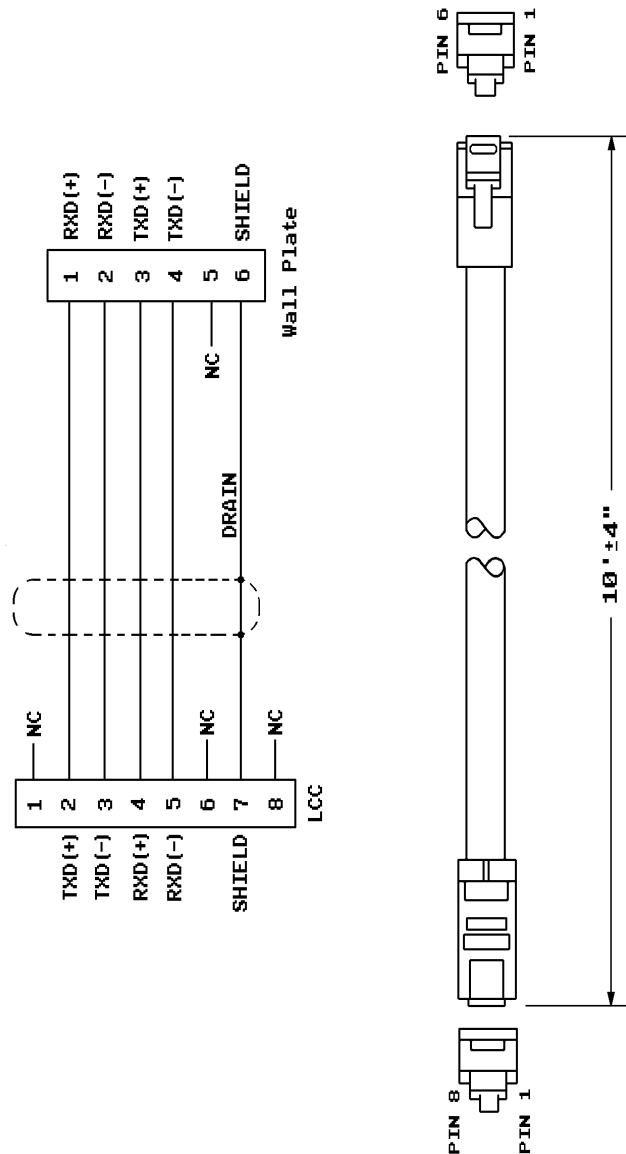 TXD(+)
TXD(-)
RXD(+)
RXD(-)
SHIELD
1
2
3
4
5
6
7
8
LCC
NC
NC
NC
DRAIN
NC
1
2
3
4
5
6
RXD(+)
RXD(-)
TXD(+)
TXD(-)
SHIELD
Wall Plate
PIN 8
PIN 1
10'±4"
PIN 6
PIN 1